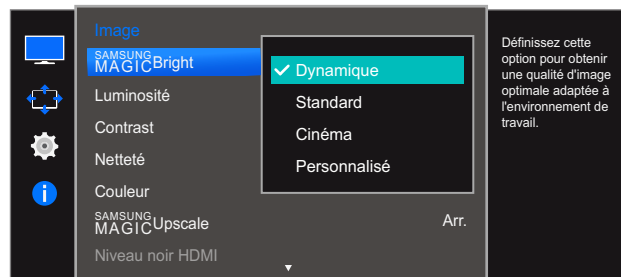 Image
SAMSUNG
MAGICBright
Dynamique
Standard
Cinéma
Personnalisé
Luminosité
Contrast
Netteté
Couleur
SAMSUNG
MAGICUpscale Arr.
Niveau noir HDMI
Définissez cette
option pour obtenir
une qualité d'image
optimale adaptée à
l'environnement de
travail.